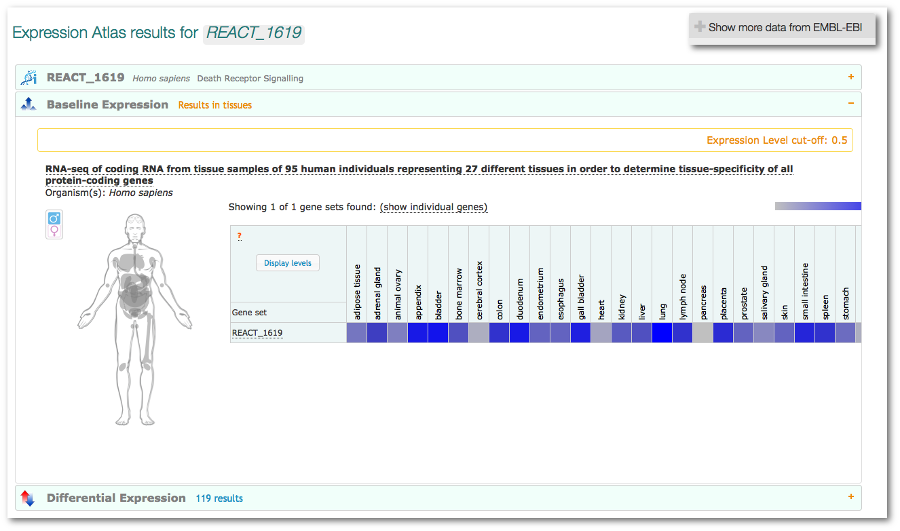 Expression Atlas results for REACT_1619
Show more data from EMBL-EBI
REACT_1619 Homo sapiens Death Receptor Signalling
Baseline Expression Results in tissues
Expression Level cut-off: 0.5
RNA-seq of coding RNA from tissue samples of 95 human individuals representing 27 different tissues in order to determine tissue-specificity of all
protein-coding genes
Organism(s): Homo sapiens
Showing 1 of 1 gene sets found: (show individual genes)
?
Display levels
Gene set
adipose tissue
adrenal gland
animal ovary
appendix
bladder
bone marrow
cerebral cortex
colon
duodenum
endometrium
esophagus
gall bladder
heart
kidney
liver
lung
lymph node
pancreas
placenta
prostate
salivary gland
skin
small intestine
spleen
stomach
REACT_1619
Differential Expression 119 results